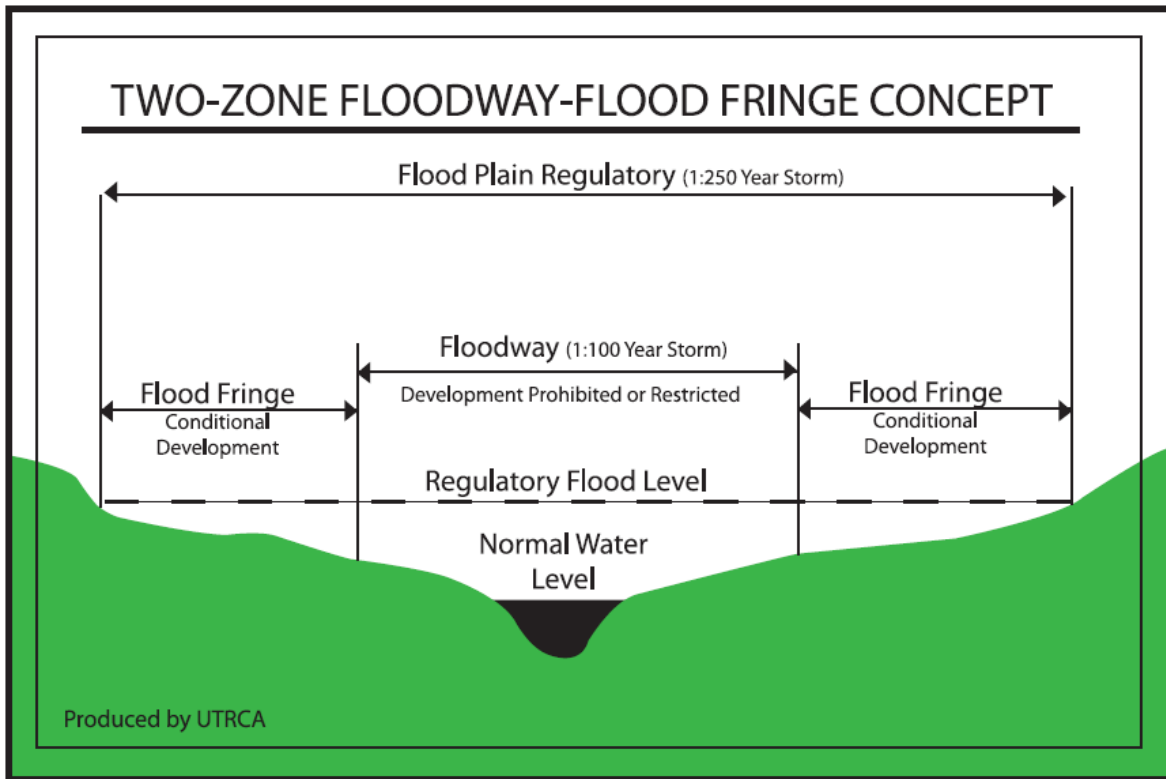 TWO-ZONE FLOODWAY-FLOOD FRINGE CONCEPT
Flood Plain Regulatory (1:250 Year Storm)
Floodway (1:100 Year Storm)
Development Prohibited or Restricted
Flood Fringe
Conditional
Development
Flood Fringe
Conditional
Development
Regulatory Flood Level
Normal Water
Level
Produced by UTRCA